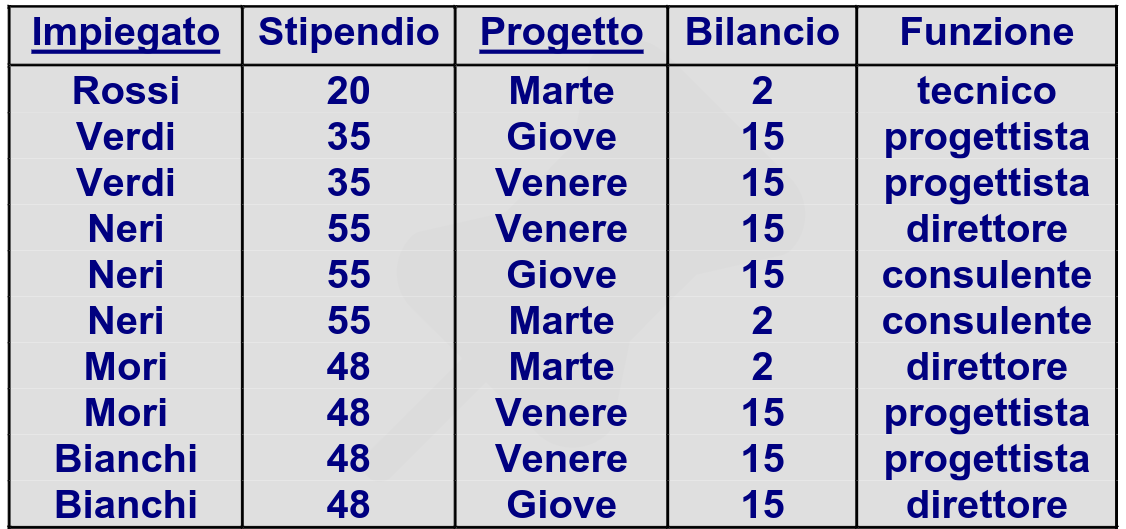 Impiegato Stipendio Progetto Bilancio Funzione
Rossi 20 Marte 2 tecnico
Verdi 35 Giove 15 progettista
Verdi 35 Venere 15 progettista
Neri 55 Venere 15 direttore
Neri 55 Giove 15 consulente
Neri 55 Marte 2 consulente
Mori 48 Marte 2 direttore
Mori 48 Venere 15 progettista
Bianchi 48 Venere 15 progettista
Bianchi 48 Giove 15 direttore